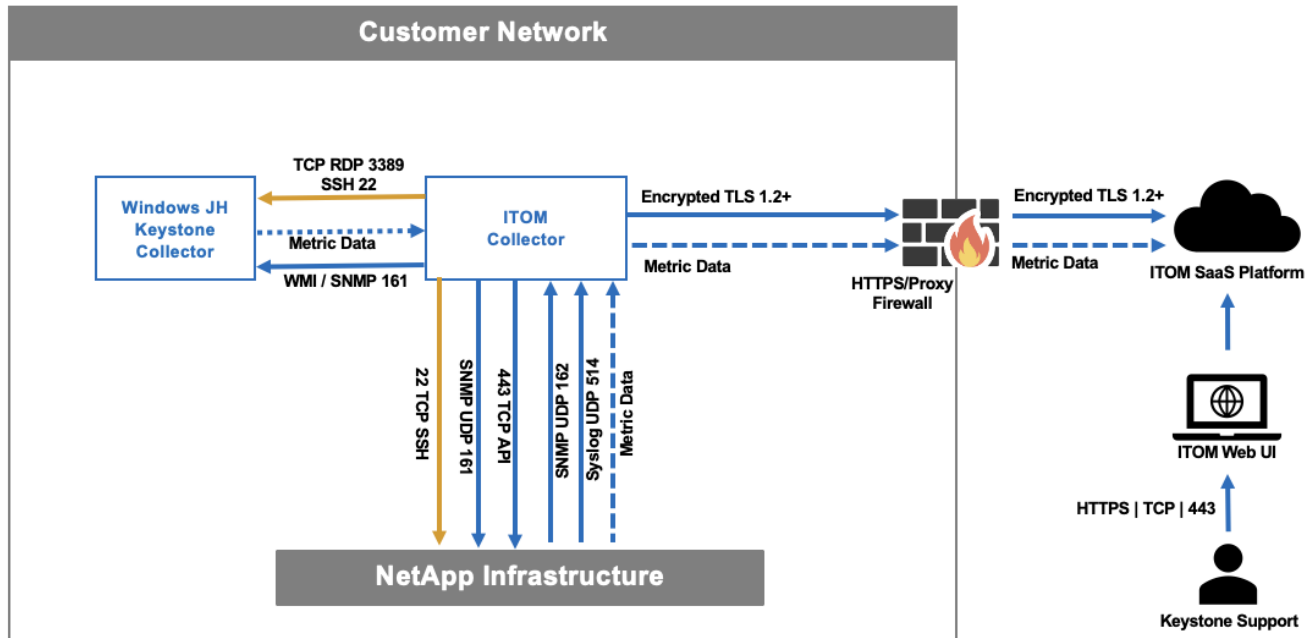 Customer Network
TCP RDP 3389
SSH 22
Windows JH
Keystone
Collector
Metric Data
WMI / SNMP 161
ITOM
Collector
Encrypted TLS 1.2+
Metric Data
HTTPS/Proxy
Firewall
Encrypted TLS 1.2+
Metric Data
ITOM SaaS Platform
22 TCP SSH
SNMP UDP 161
443 TCP API
SNMP UDP 162
Syslog UDP 514
Metric Data
ITOM Web UI
HTTPS | TCP | 443
NetApp Infrastructure
Keystone Support